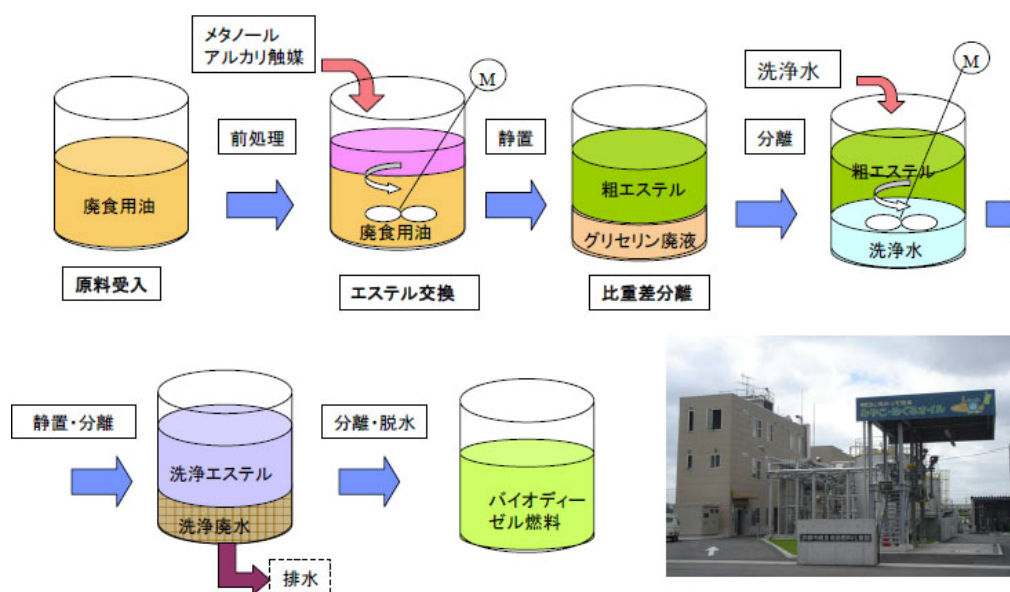 メタノール
アルカリ触媒
M
洗浄水
M
前処理
静置
分離
廃食用油
廃食用油
粗エステル
グリセリン廃液
粗エステル
洗浄水
原料受入
エステル交換
比重差分離
静置・分離
分離・脱水
洗浄エステル
洗浄廃水
バイオディー
ゼル燃料
排水